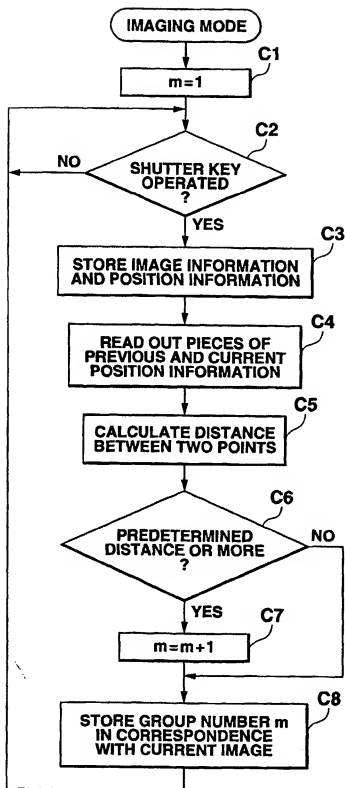 IMAGING MODE
C1
m=1
C2
NO
SHUTTER KEY
OPERATED
?
YES
C3
STORE IMAGE INFORMATION
AND POSITION INFORMATION
C4
READ OUT PIECES OF
PREVIOUS AND CURRENT
POSITION INFORMATION
C5
CALCULATE DISTANCE
BETWEEN TWO POINTS
C6
PREDETERMINED
DISTANCE OR MORE
?
NO
YES
C7
m=m+1
C8
STORE GROUP NUMBER m
IN CORRESPONDENCE
WITH CURRENT IMAGE